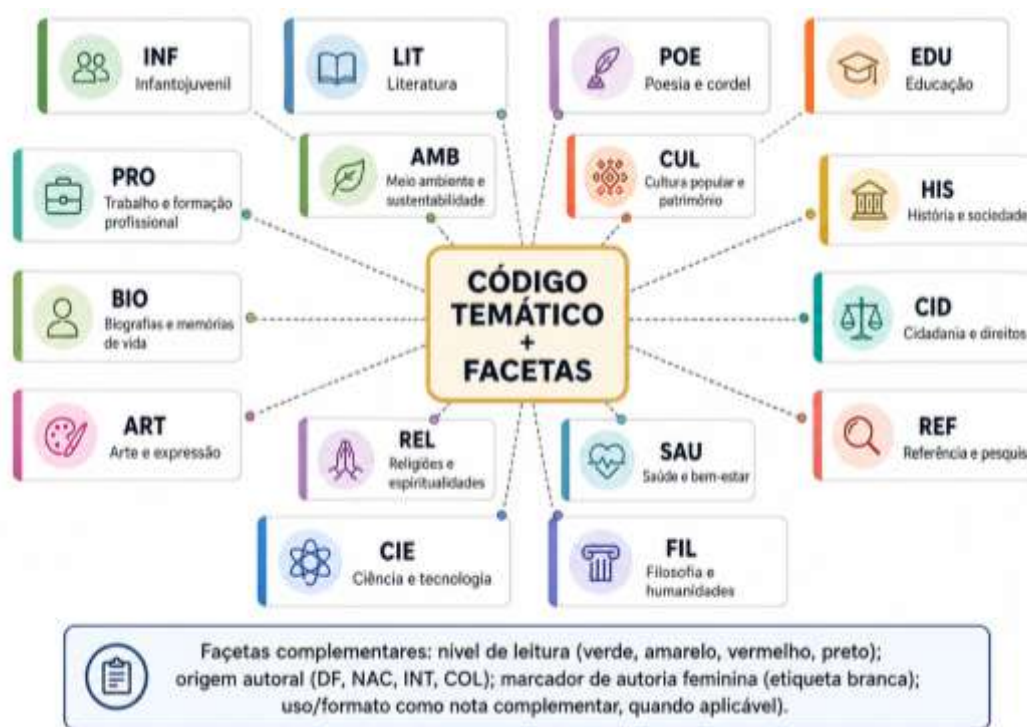 INF
Infantojuvenil
LIT
Literatura
POE
Poesia e cordel
EDU
Educação
AMB
Meio ambiente e
sustentabilidade
CUL
Cultura popular e
patrimônio
PRO
Trabalho e formação
profissional
HIS
História e sociedade
CÓDIGO
TEMÁTICO
+
FACETAS
BIO
Biografias e memórias
de vida
CID
Cidadania e direitos
ART
Arte e expressão
REL
Religiões e
espiritualidades
SAU
Saúde e bem-estar
REF
Referência e pesquis
CIE
Ciência e tecnologia
FIL
Filosofia e
humanidades
Façetas complementares: nível de leitura (verde, amarelo, vermelho, preto);
origem autoral (DF, NAC, INT, COL); marcador de autoria feminina (etiqueta branca);
uso/formato como nota complementar, quando aplicável).